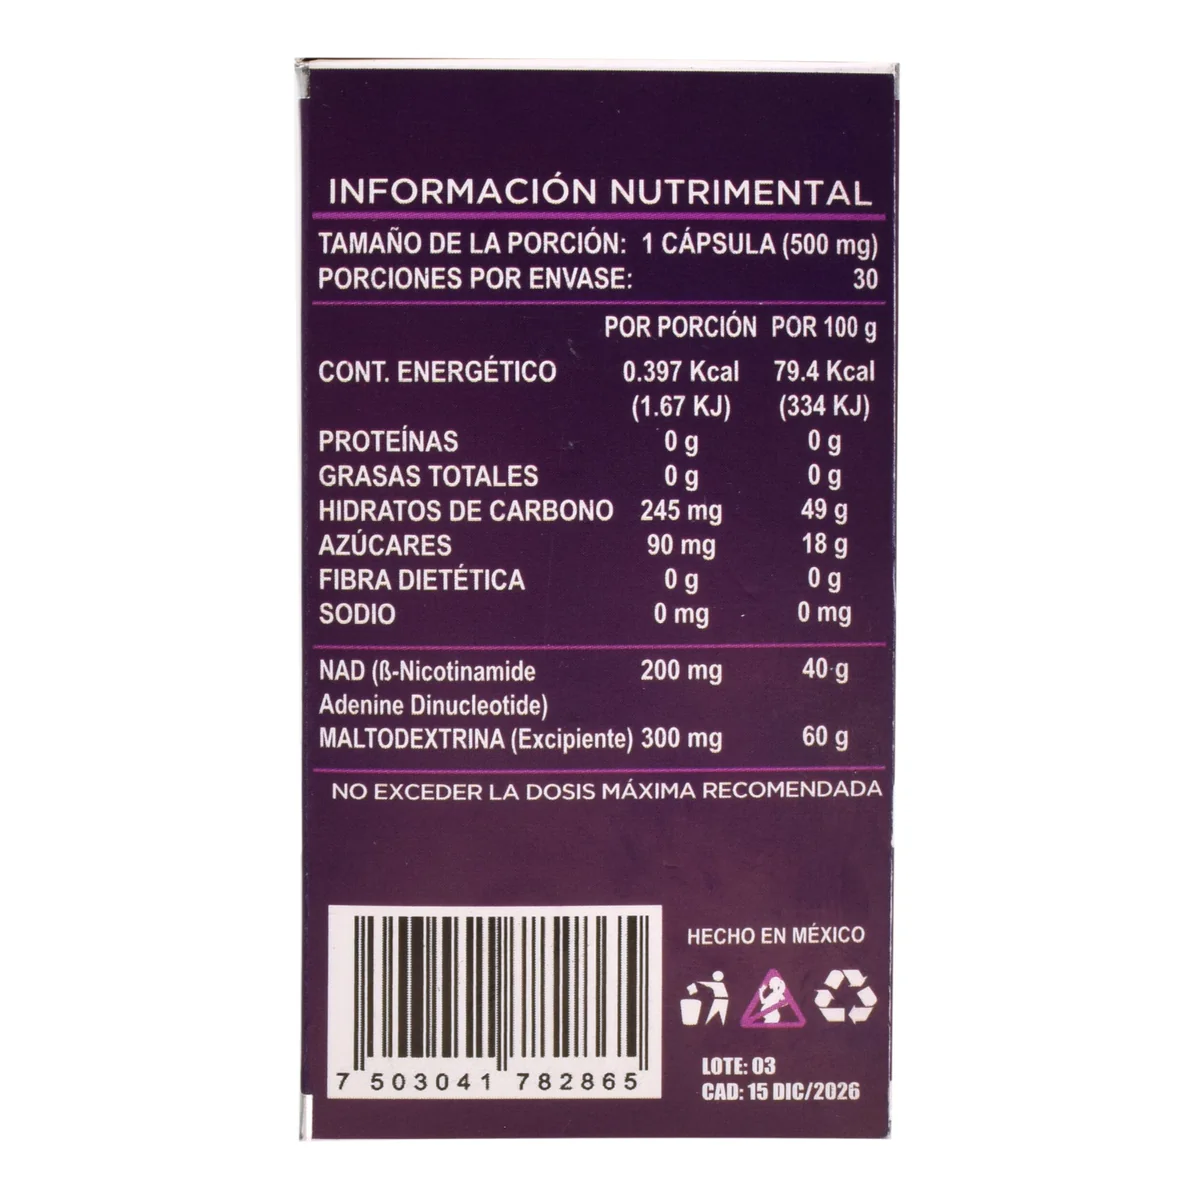 INFORMACIÓN NUTRIMENTAL
TAMAÑO DE LA PORCIÓN: 1 CÁPSULA (500 mg)
PORCIONES POR ENVASE: 30
POR PORCIÓN POR 100 g
CONT. ENERGÉTICO 0.397 Kcal 79.4 Kcal
(1.67 KJ) (334 KJ)
PROTEÍNAS 0 g 0 g
GRASAS TOTALES 0 g 0 g
HIDRATOS DE CARBONO 245 mg 49 g
AZÚCARES 90 mg 18 g
FIBRA DIETÉTICA 0 g 0 g
SODIO 0 mg 0 mg
NAD (ß-Nicotinamide 200 mg 40 g
Adenine Dinucleotide)
MALTODEXTRINA (Excipiente) 300 mg 60 g
NO EXCEDER LA DOSIS MÁXIMA RECOMENDADA
HECHO EN MÉXICO
LOTE: 03
CAD: 15 DIC/2026
7 503041 782865